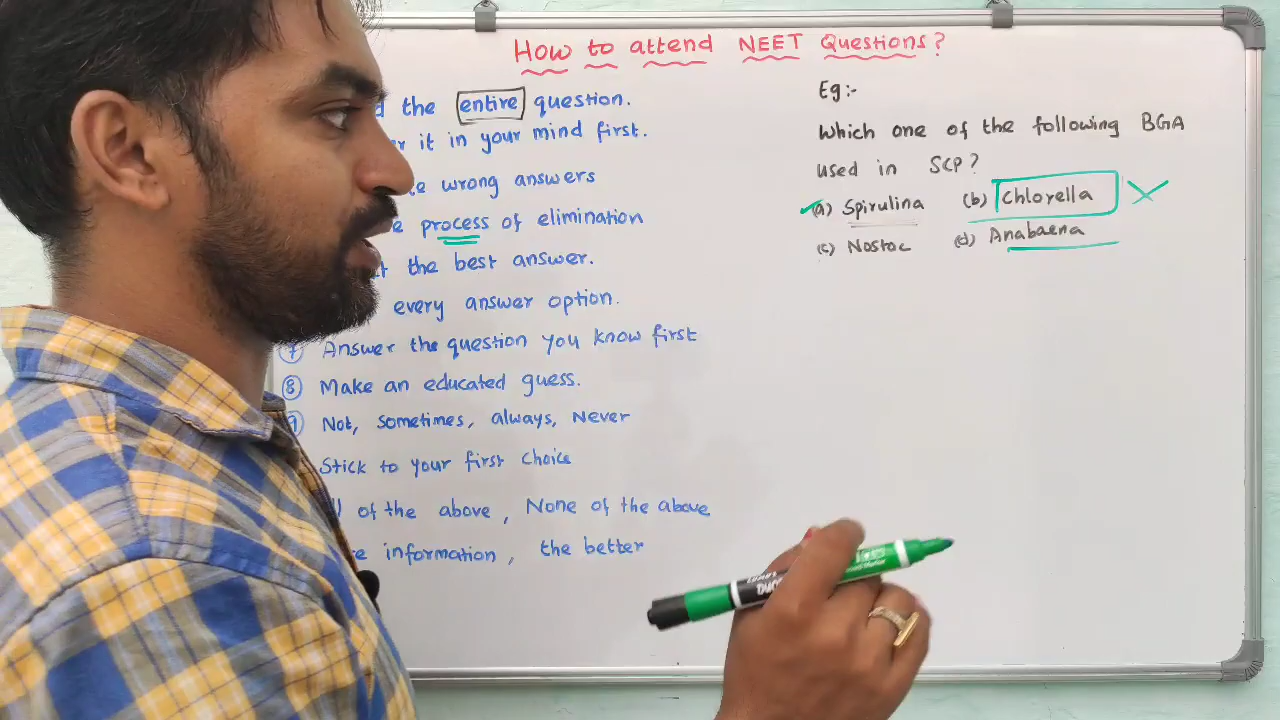 How to attend NEET Questions?
the entire question.
it in your mind first.
wrong answers
process of elimination
the best answer.
every answer option.
7 Answer the question you know first
8 Make an educated guess.
Not, sometimes, always, Never
Stick to your first choice
of the above, None of the above
information, the better
Eg:-
Which one of the following BGA
used in SCP?
(a) Spirulina (b) Chlorella
(c) Nostoc (d) Anabaena